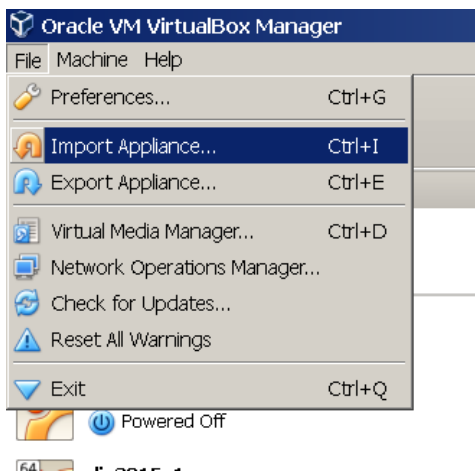 Oracle VM VirtualBox Manager
File Machine Help
Preferences... Ctrl+G
Import Appliance... Ctrl+I
Export Appliance... Ctrl+E
Virtual Media Manager... Ctrl+D
Network Operations Manager...
Check for Updates...
Reset All Warnings
Exit Ctrl+Q
Powered Off
64